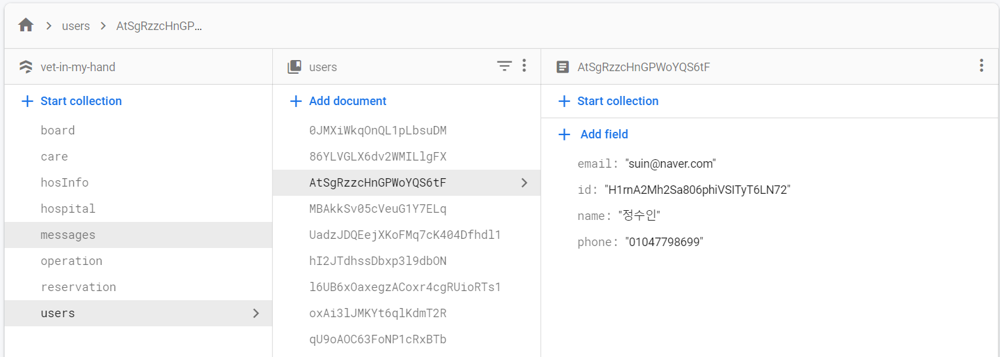 users AtSgRzzcHnGP...
vet-in-my-hand
Start collection
board
care
hosInfo
hospital
messages
operation
reservation
users
users
Add document
0JMXiWkqOnQL1pLbsuDM
86YLVGLX6dv2WMILlgFX
AtSgRzzcHnGPWoYQS6tF
MBAkkSv05cVeuG1Y7ELq
UadzJDQEejXKoFMq7cK404Dfhdl1
hI2JTdhssDbxp3l9dbON
l6UB6xOaxegzACoxr4cgRUioRTs1
oxAi3lJMKYt6qlKdmT2R
qU9oAOC63FoNP1cRxBTb
AtSgRzzcHnGPWoYQS6tF
Start collection
Add field
email: "suin@naver.com"
id: "H1rnA2Mh2Sa806phiVSITyT6LN72"
name: "정수인"
phone: "01047798699"